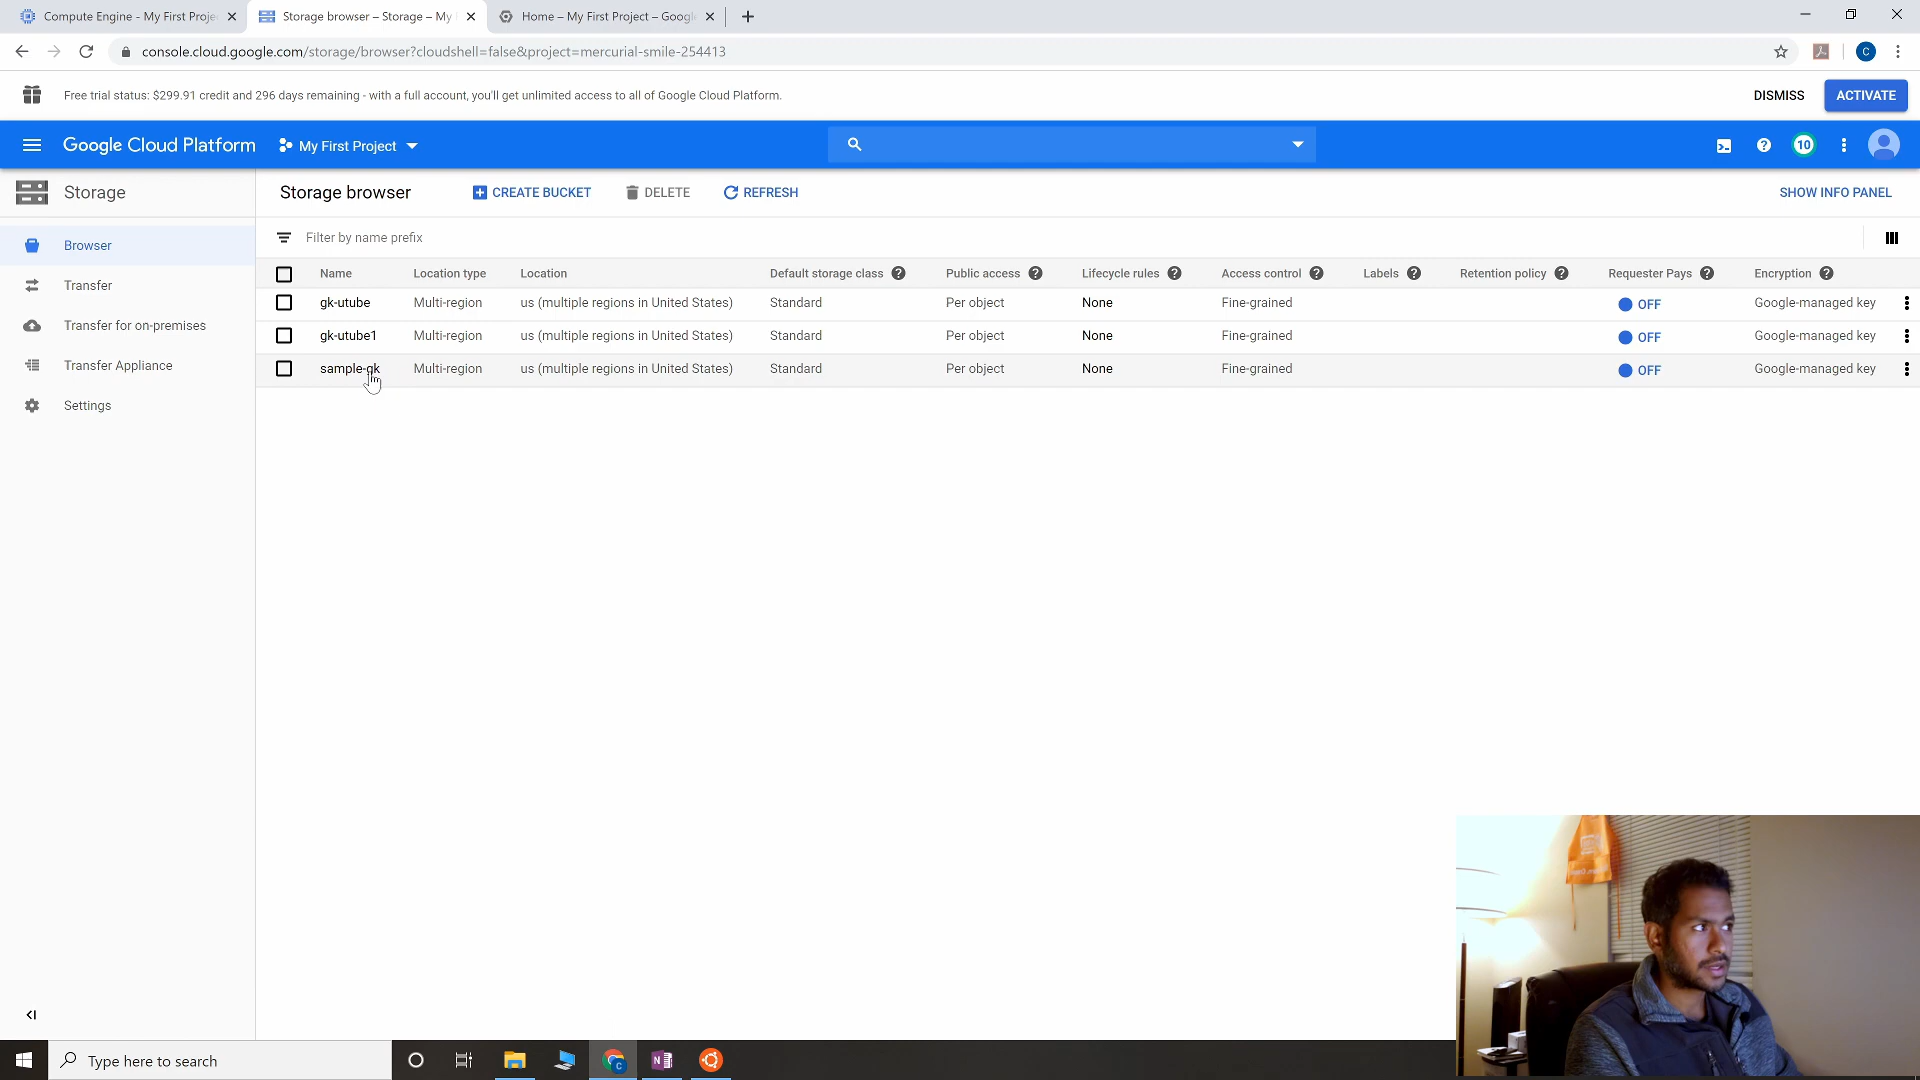 Compute Engine - My First Proje
Storage browser – Storage – My
Home – My First Project – Googl
console.cloud.google.com/storage/browser?cloudshell=false&project=mercurial-smile-254413
C
Free trial status: $299.91 credit and 296 days remaining - with a full account, you'll get unlimited access to all of Google Cloud Platform.
DISMISS
ACTIVATE
Google Cloud Platform
My First Project
10
Storage
Storage browser
CREATE BUCKET
DELETE
REFRESH
SHOW INFO PANEL
Browser
Transfer
Transfer for on-premises
Transfer Appliance
Settings
Filter by name prefix
Name Location type Location Default storage class Public access Lifecycle rules Access control Labels Retention policy Requester Pays Encryption
gk-utube Multi-region us (multiple regions in United States) Standard Per object None Fine-grained OFF Google-managed key
gk-utube1 Multi-region us (multiple regions in United States) Standard Per object None Fine-grained OFF Google-managed key
sample-gk Multi-region us (multiple regions in United States) Standard Per object None Fine-grained OFF Google-managed key
Type here to search